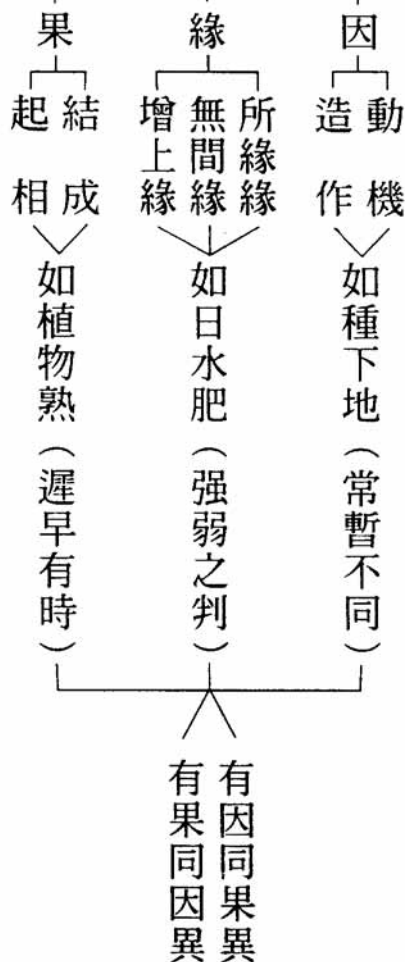 因
動機
造作
如種下地（常暫不同）
緣
所緣緣
無間緣
增上緣
如日水肥（强弱之判）
果
結成
起相
如植物熟（遲早有時）
有因同果異
有果同因異